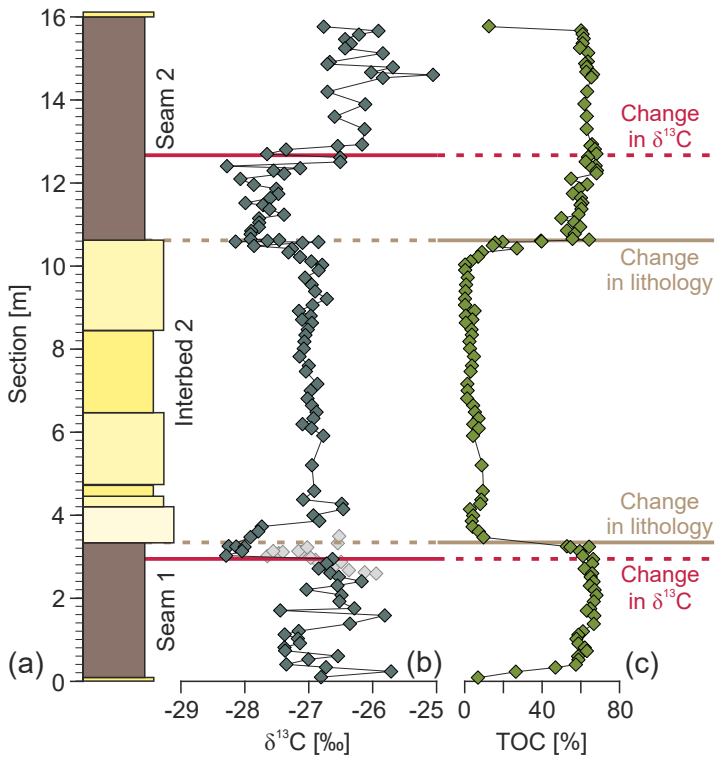 16
14
12
10
8
6
4
2
0
Section [m]
Seam 2
Interbed 2
Seam 1
(a)
(b)
(c)
Change
in δ¹³C
Change
in lithology
Change
in lithology
Change
in δ¹³C
-29 -28 -27 -26 -25
δ¹³C [‰]
0 40 80
TOC [%]